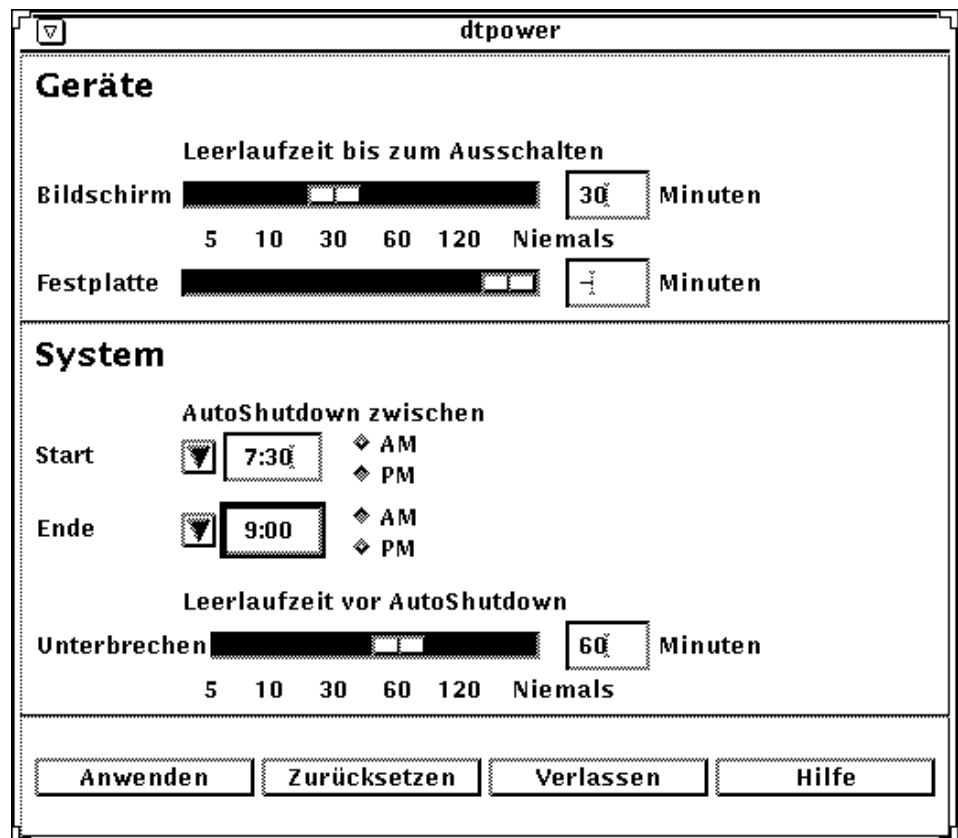 dtpower
Geräte
Leerlaufzeit bis zum Ausschalten
Bildschirm 30 Minuten
5 10 30 60 120 Niemals
Festplatte – Minuten
System
AutoShutdown zwischen
Start 7:30 AM
PM
Ende 9:00 AM
PM
Leerlaufzeit vor AutoShutdown
Unterbrechen 60 Minuten
5 10 30 60 120 Niemals
Anwenden Zurücksetzen Verlassen Hilfe